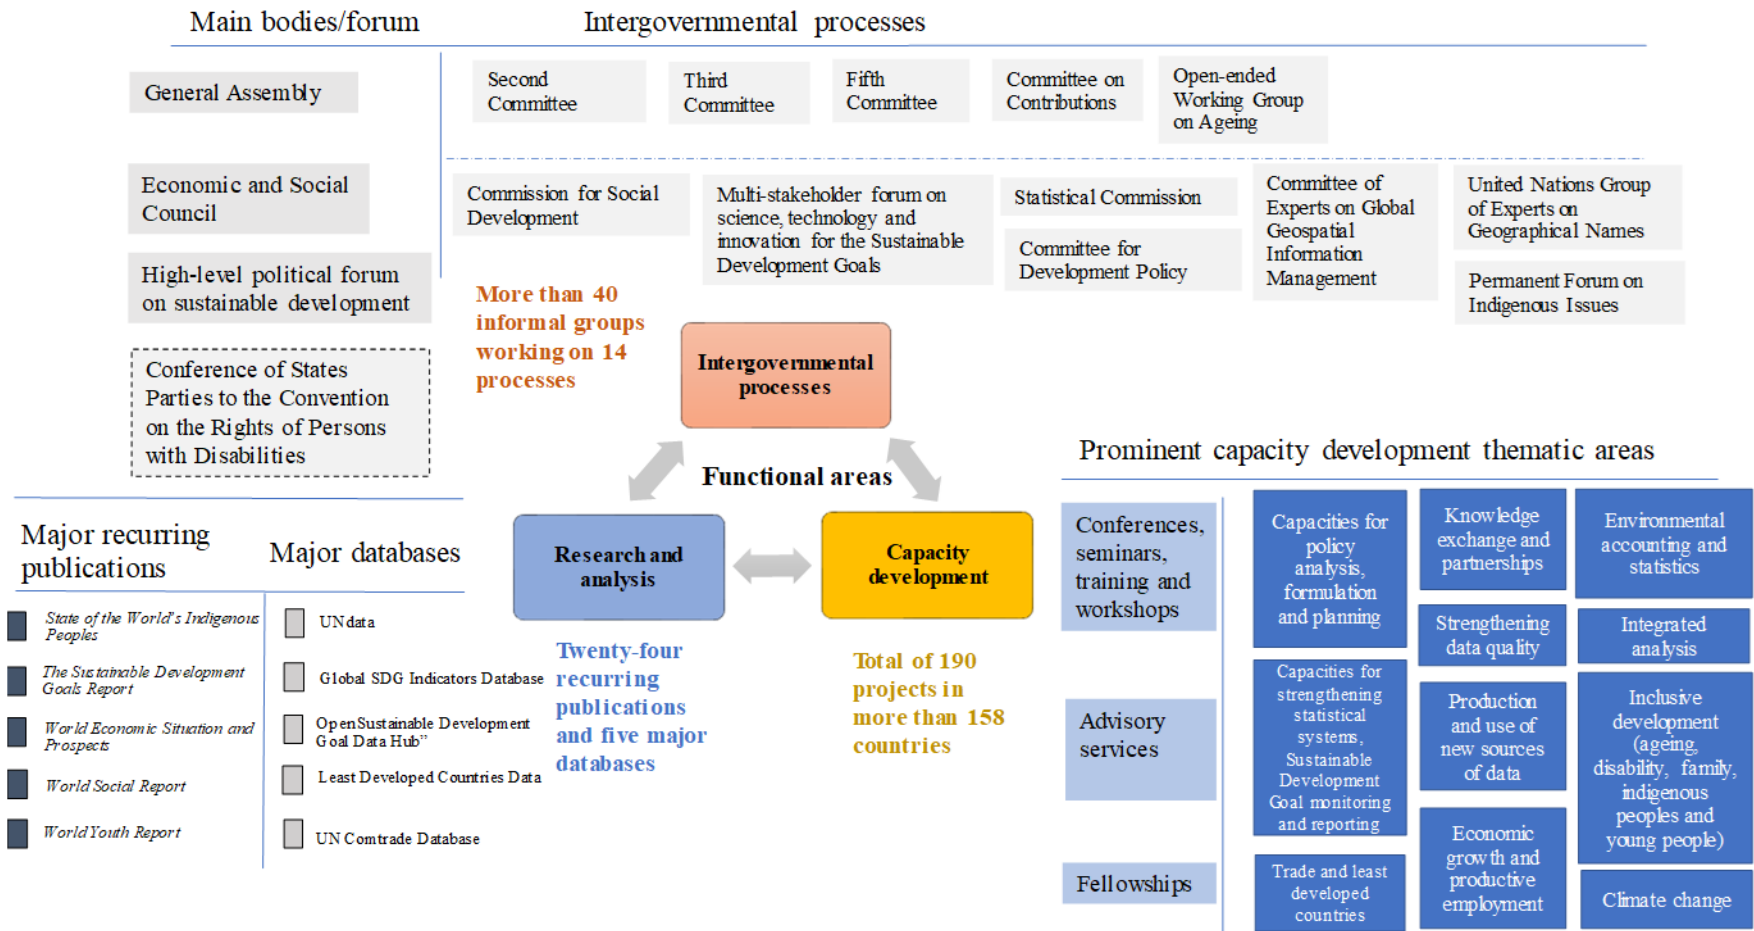 Main bodies/forum
Intergovernmental processes
General Assembly
Second
Committee
Third
Committee
Fifth
Committee
Committee on
Contributions
Open-ended
Working Group
on Ageing
Economic and Social
Council
High-level political forum
on sustainable development
Conference of States
Parties to the Convention
on the Rights of Persons
with Disabilities
Commission for Social
Development
Multi-stakeholder forum on
science, technology and
innovation for the Sustainable
Development Goals
Statistical Commission
Committee for
Development Policy
Committee of
Experts on Global
Geospatial
Information
Management
United Nations Group
of Experts on
Geographical Names
Permanent Forum on
Indigenous Issues
More than 40
informal groups
working on 14
processes
Intergovernmental
processes
Functional areas
Research and
analysis
Capacity
development
Twenty-four
recurring
publications
and five major
databases
Total of 190
projects in
more than 158
countries
Major recurring
publications
State of the World's Indigenous
Peoples
The Sustainable Development
Goals Report
World Economic Situation and
Prospects
World Social Report
World Youth Report
Major databases
UNdata
Global SDG Indicators Database
Open Sustainable Development
Goal Data Hub”
Least Developed Countries Data
UN Comtrade Database
Prominent capacity development thematic areas
Conferences,
seminars,
training and
workshops
Advisory
services
Fellowships
Capacities for
policy
analysis,
formulation
and planning
Capacities for
strengthening
statistical
systems,
Sustainable
Development
Goal monitoring
and reporting
Trade and least
developed
countries
Knowledge
exchange and
partnerships
Strengthening
data quality
Production
and use of
new sources
of data
Economic
growth and
productive
employment
Environmental
accounting and
statistics
Integrated
analysis
Inclusive
development
(ageing,
disability, family,
indigenous
peoples and
young people)
Climate change